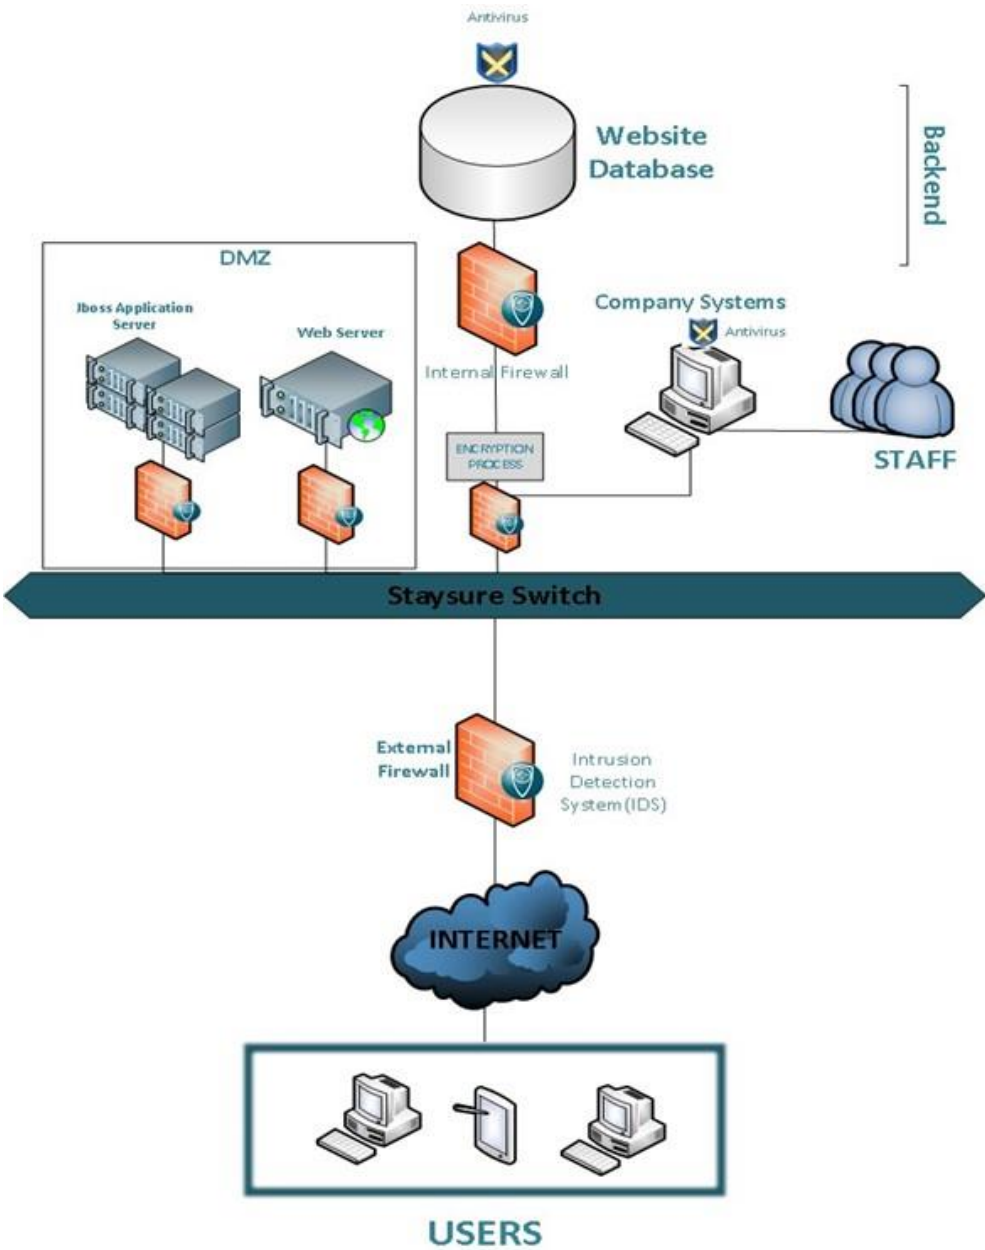 Antivirus
Website
Database
Backend
DMZ
Jboss Application
Server
Web Server
Internal Firewall
Company Systems
Antivirus
STAFF
ENCRYPTION
PROCESS
Staysure Switch
External
Firewall
Intrusion
Detection
System (IDS)
INTERNET
USERS